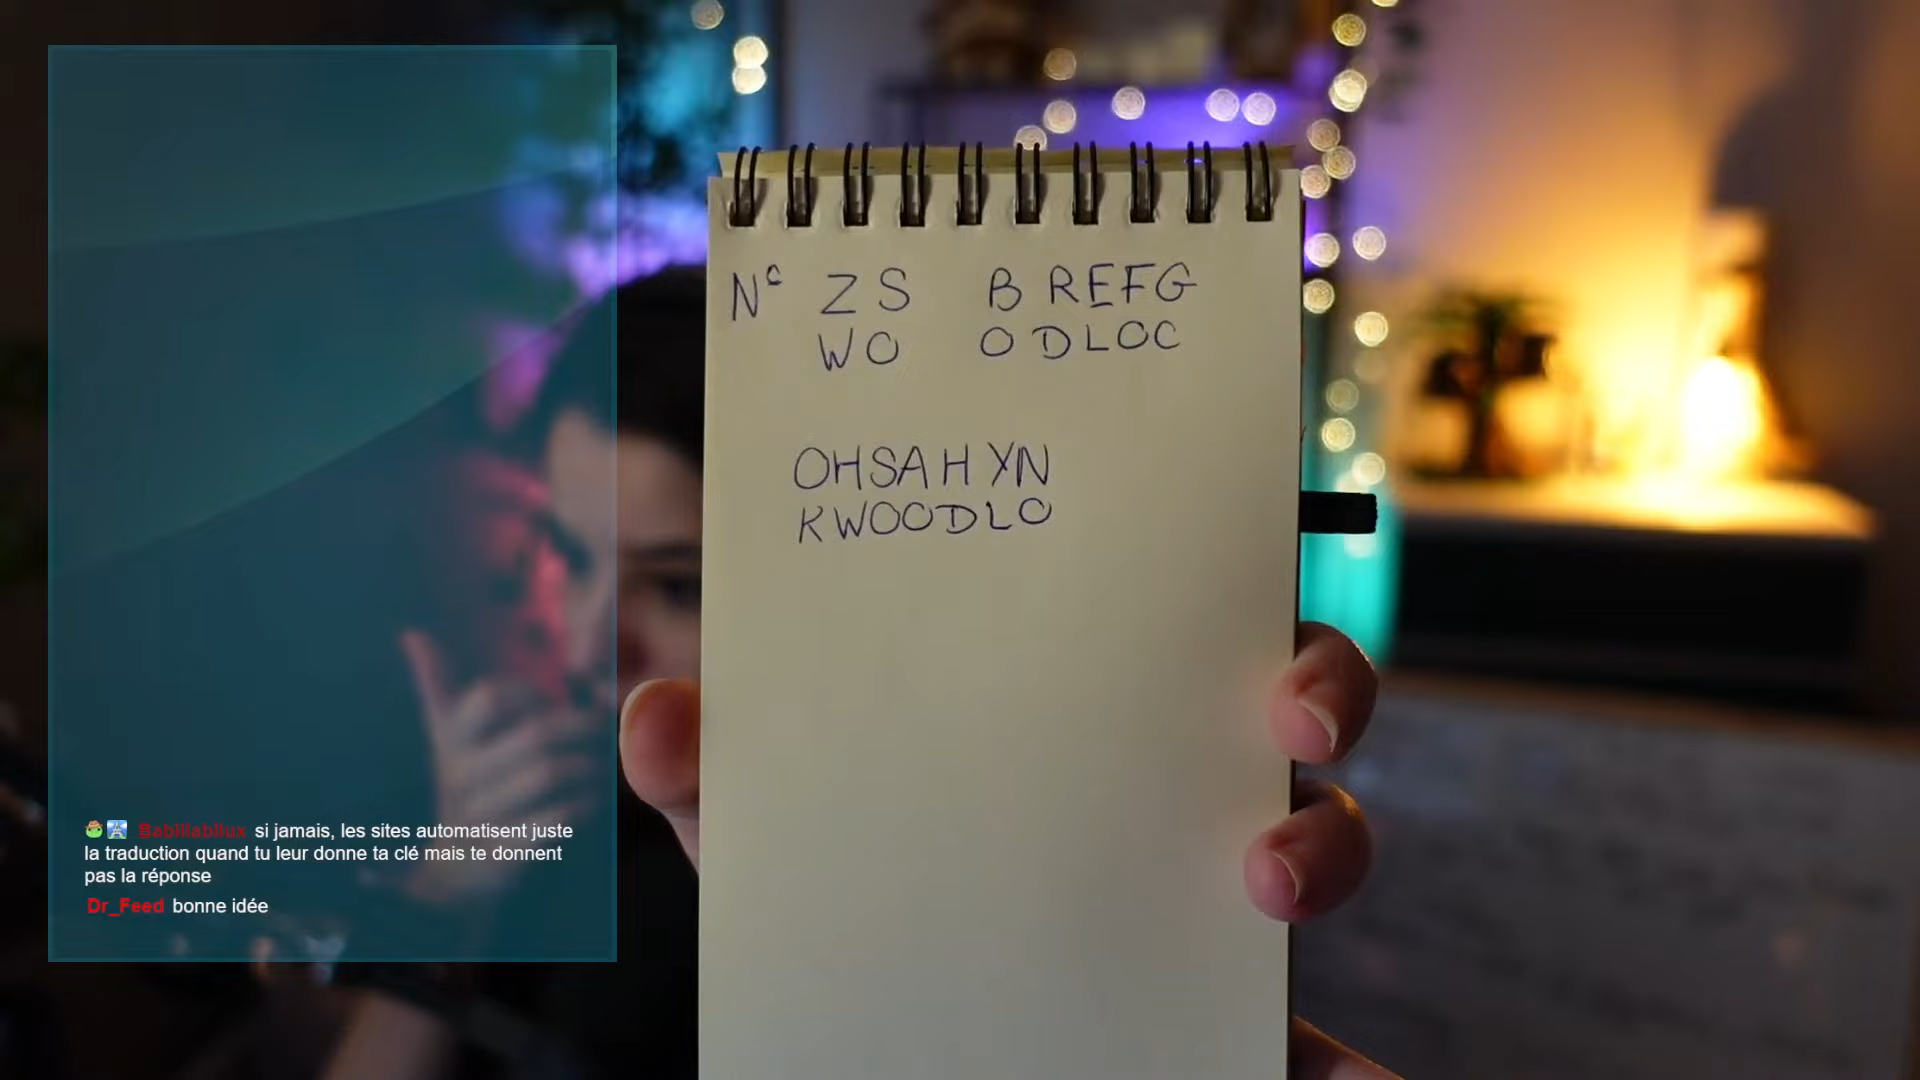 N° ZS BREFG
WO ODLOC
OHSAHYN
KWOODLO
Babillabilux si jamais, les sites automatisent juste
la traduction quand tu leur donne ta clé mais te donnent
pas la réponse
Dr_Feed bonne idée